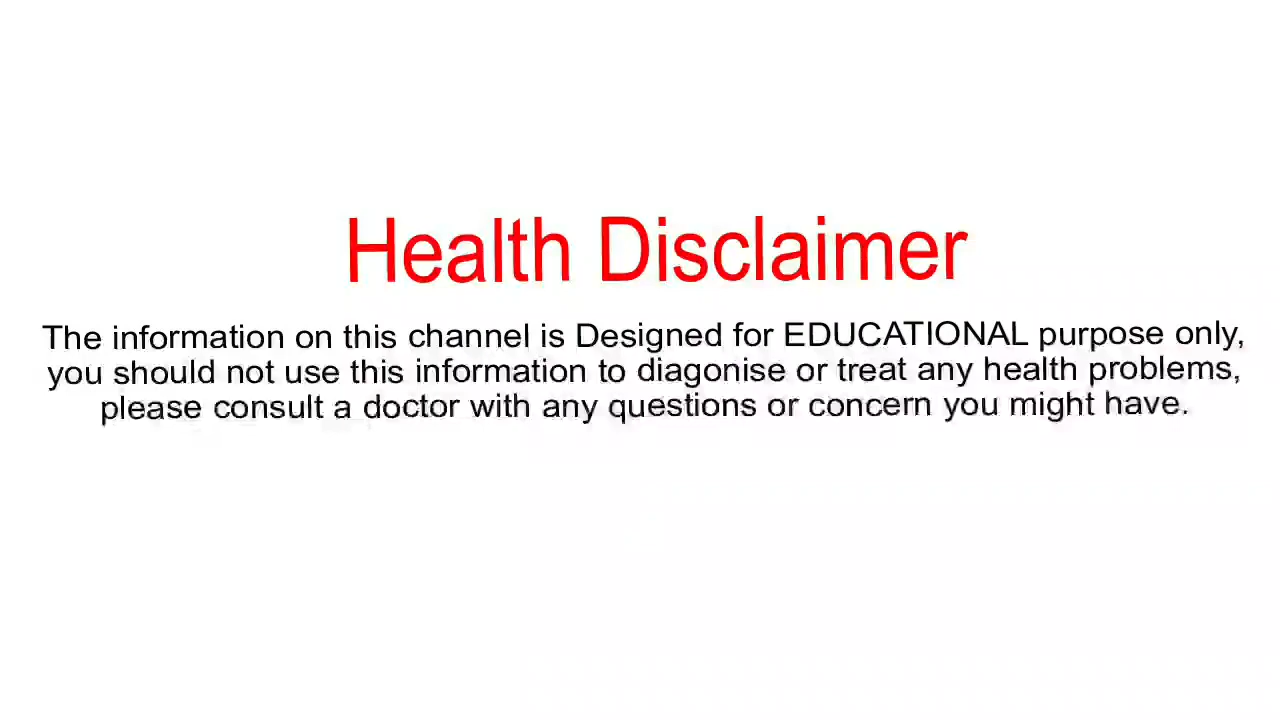 Health Disclaimer
The information on this channel is Designed for EDUCATIONAL purpose only,
you should not use this information to diagonise or treat any health problems,
please consult a doctor with any questions or concern you might have.